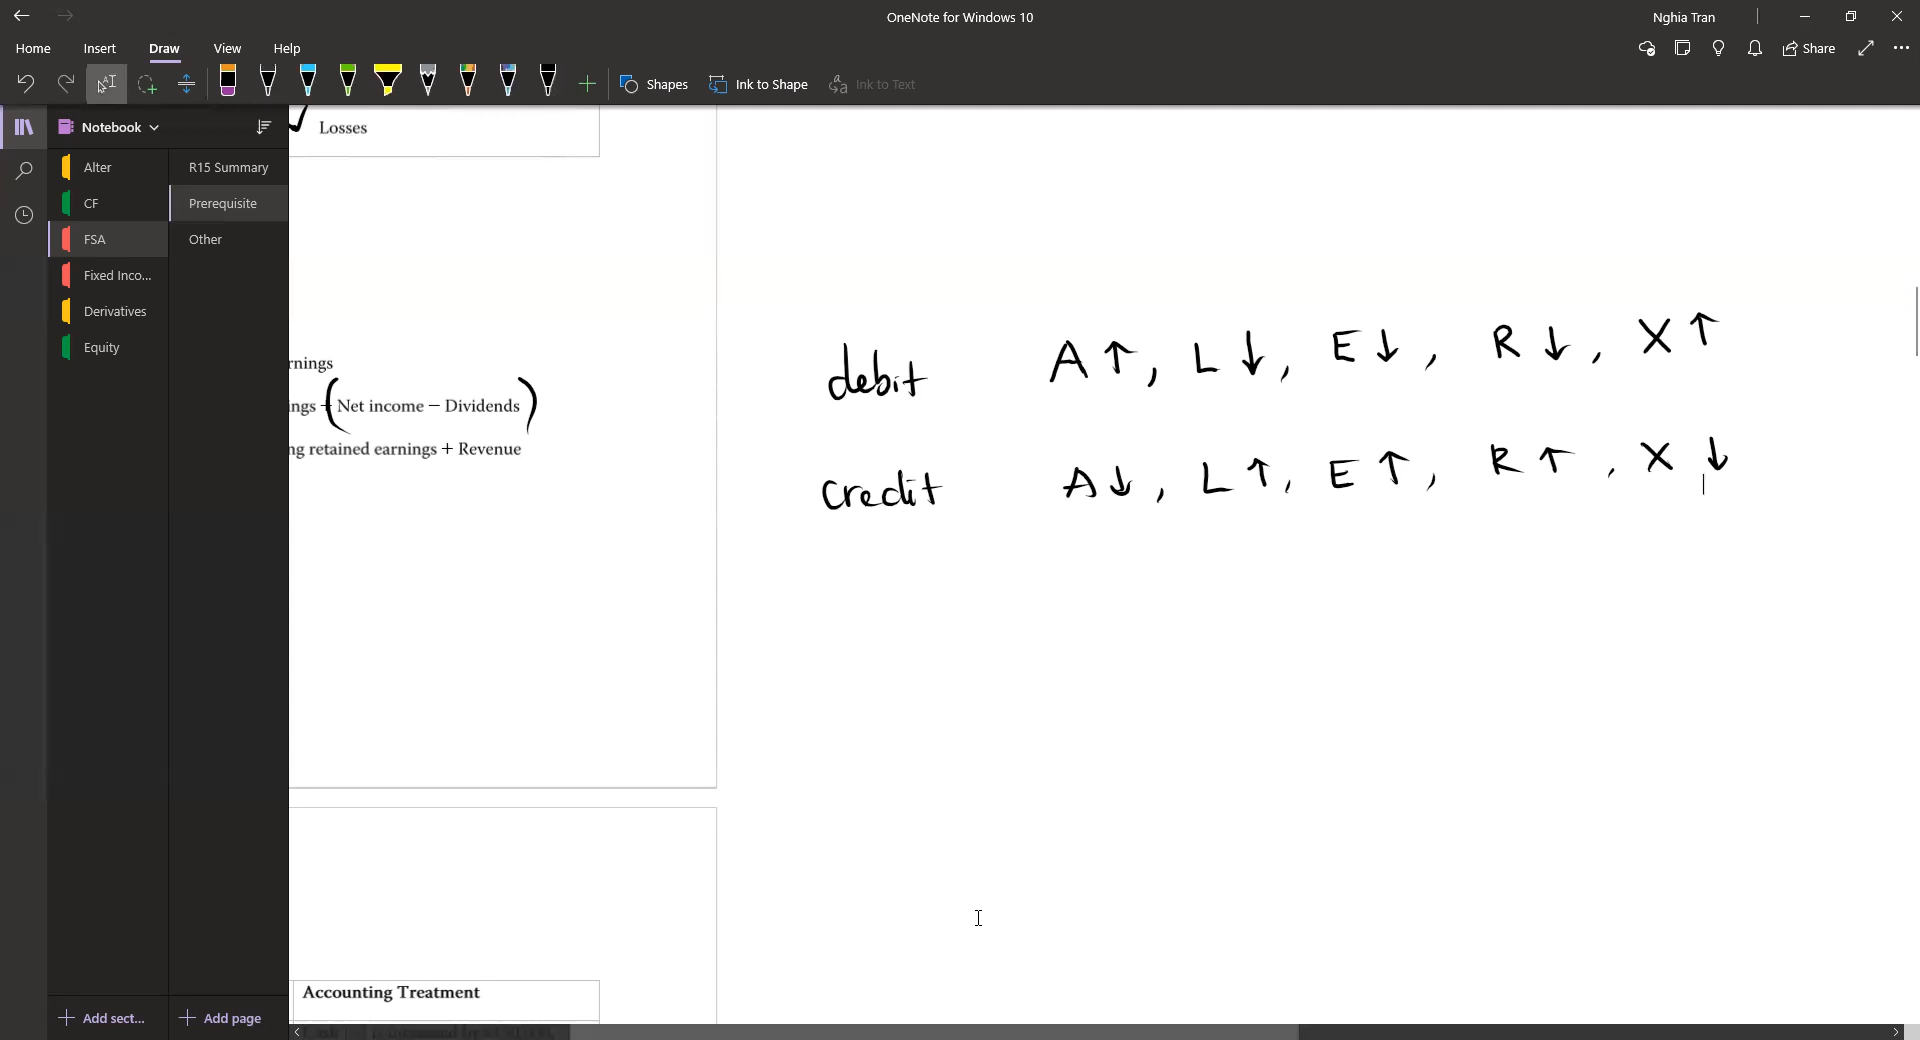 OneNote for Windows 10
Nghia Tran
Home Insert Draw View Help
Share
Shapes
Ink to Shape
Ink to Text
Notebook
Alter
CF
FSA
Fixed Inco...
Derivatives
Equity
R15 Summary
Prerequisite
Other
Losses
rnings
ings + (Net income − Dividends)
ng retained earnings + Revenue
debit A ↑, L ↓, E ↓, R ↓, X ↑
credit A ↓, L ↑, E ↑, R ↑, X ↓
Accounting Treatment
Add sect...
Add page